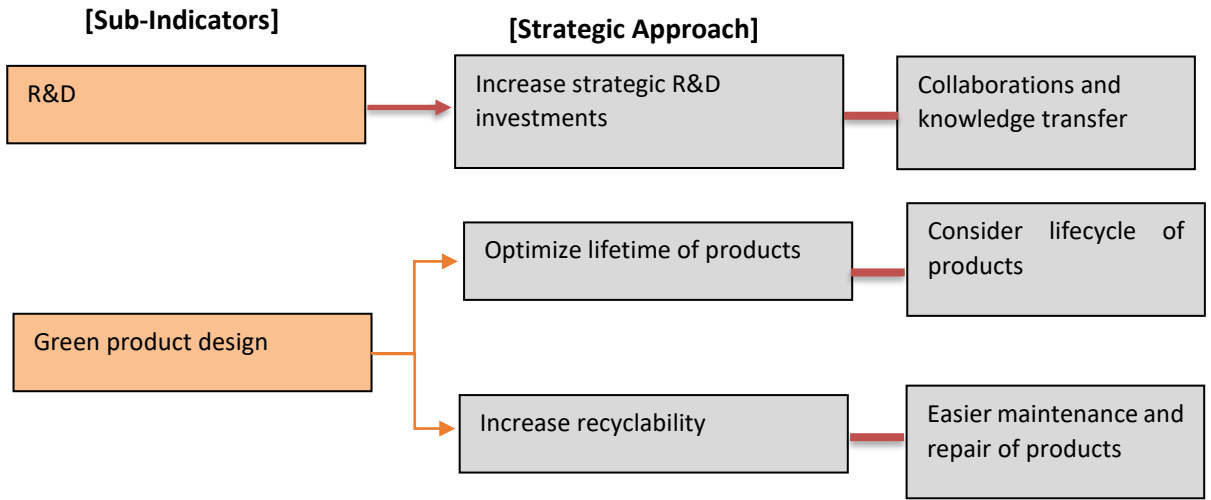 [Sub-Indicators]
[Strategic Approach]
R&D
Increase strategic R&D
investments
Collaborations and
knowledge transfer
Green product design
Optimize lifetime of products
Consider lifecycle of
products
Increase recyclability
Easier maintenance and
repair of products